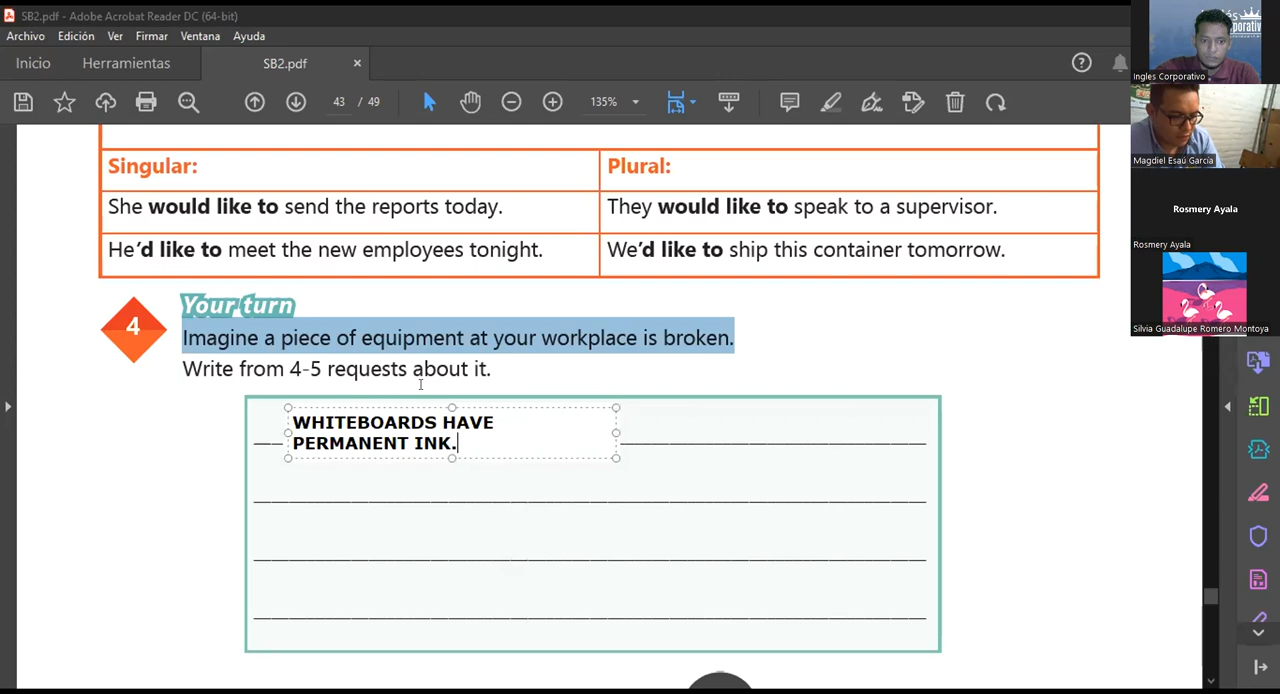 SB2.pdf - Adobe Acrobat Reader DC (64-bit)
Archivo Edición Ver Firmar Ventana Ayuda
Inicio Herramientas SB2.pdf ×
43 / 49 135%
Singular: Plural:
She would like to send the reports today. They would like to speak to a supervisor.
He'd like to meet the new employees tonight. We'd like to ship this container tomorrow.
4
Your turn
Imagine a piece of equipment at your workplace is broken.
Write from 4-5 requests about it.
WHITEBOARDS HAVE
PERMANENT INK.
Ingles Corporativo
Magdiel Esaú García
Rosmery Ayala
Rosmery Ayala
Silvia Guadalupe Romero Montoya